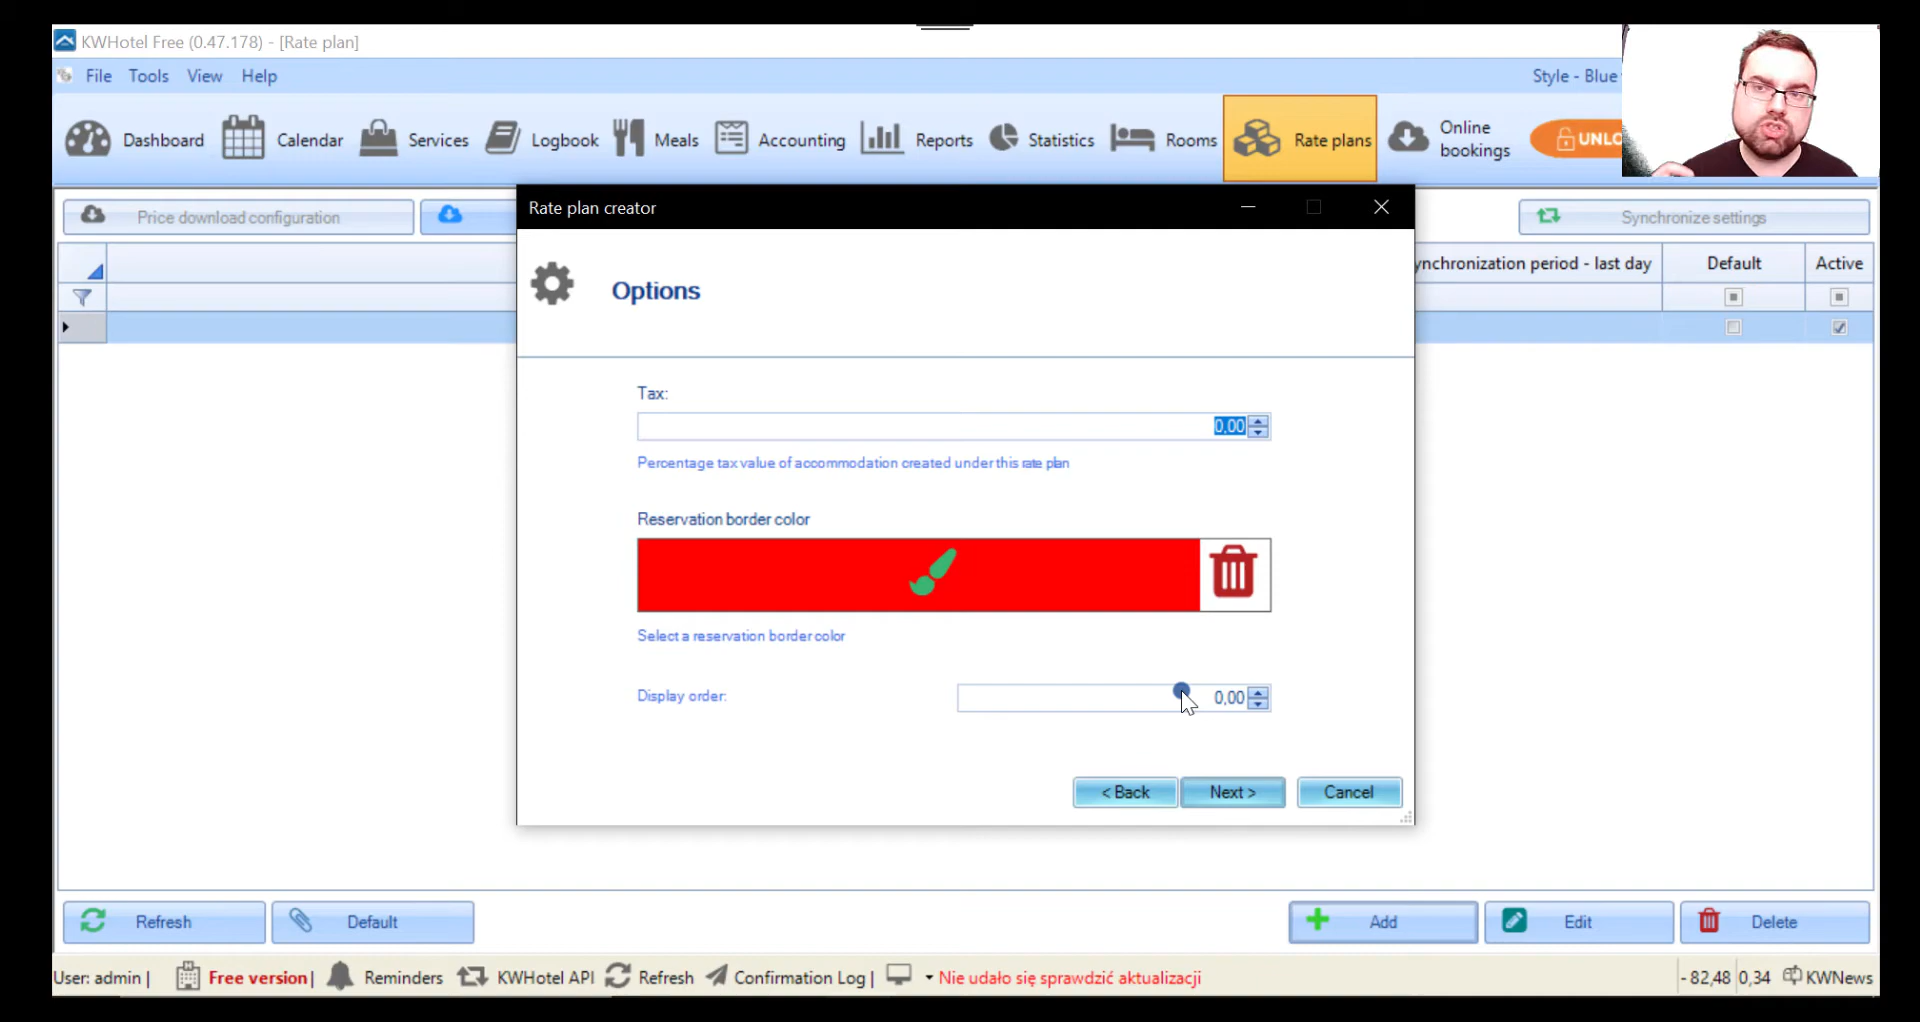 KWHotel Free (0.47.178) - [Rate plan]
File Tools View Help Style - Blue
Dashboard Calendar Services Logbook Meals Accounting Reports Statistics Rooms Rate plans Online bookings
Price download configuration
Rate plan creator
Synchronize settings
Options
period - last day Default Active
Tax:
0,00
Percentage tax value of accommodation created under this rate plan
Reservation border color
Select a reservation border color
Display order: 0,00
< Back Next > Cancel
Refresh Default Add Edit Delete
User: admin | Free version | Reminders KWHotel API Refresh Confirmation Log | Nie udało się sprawdzić aktualizacji - 82,48 0,34 KWNews